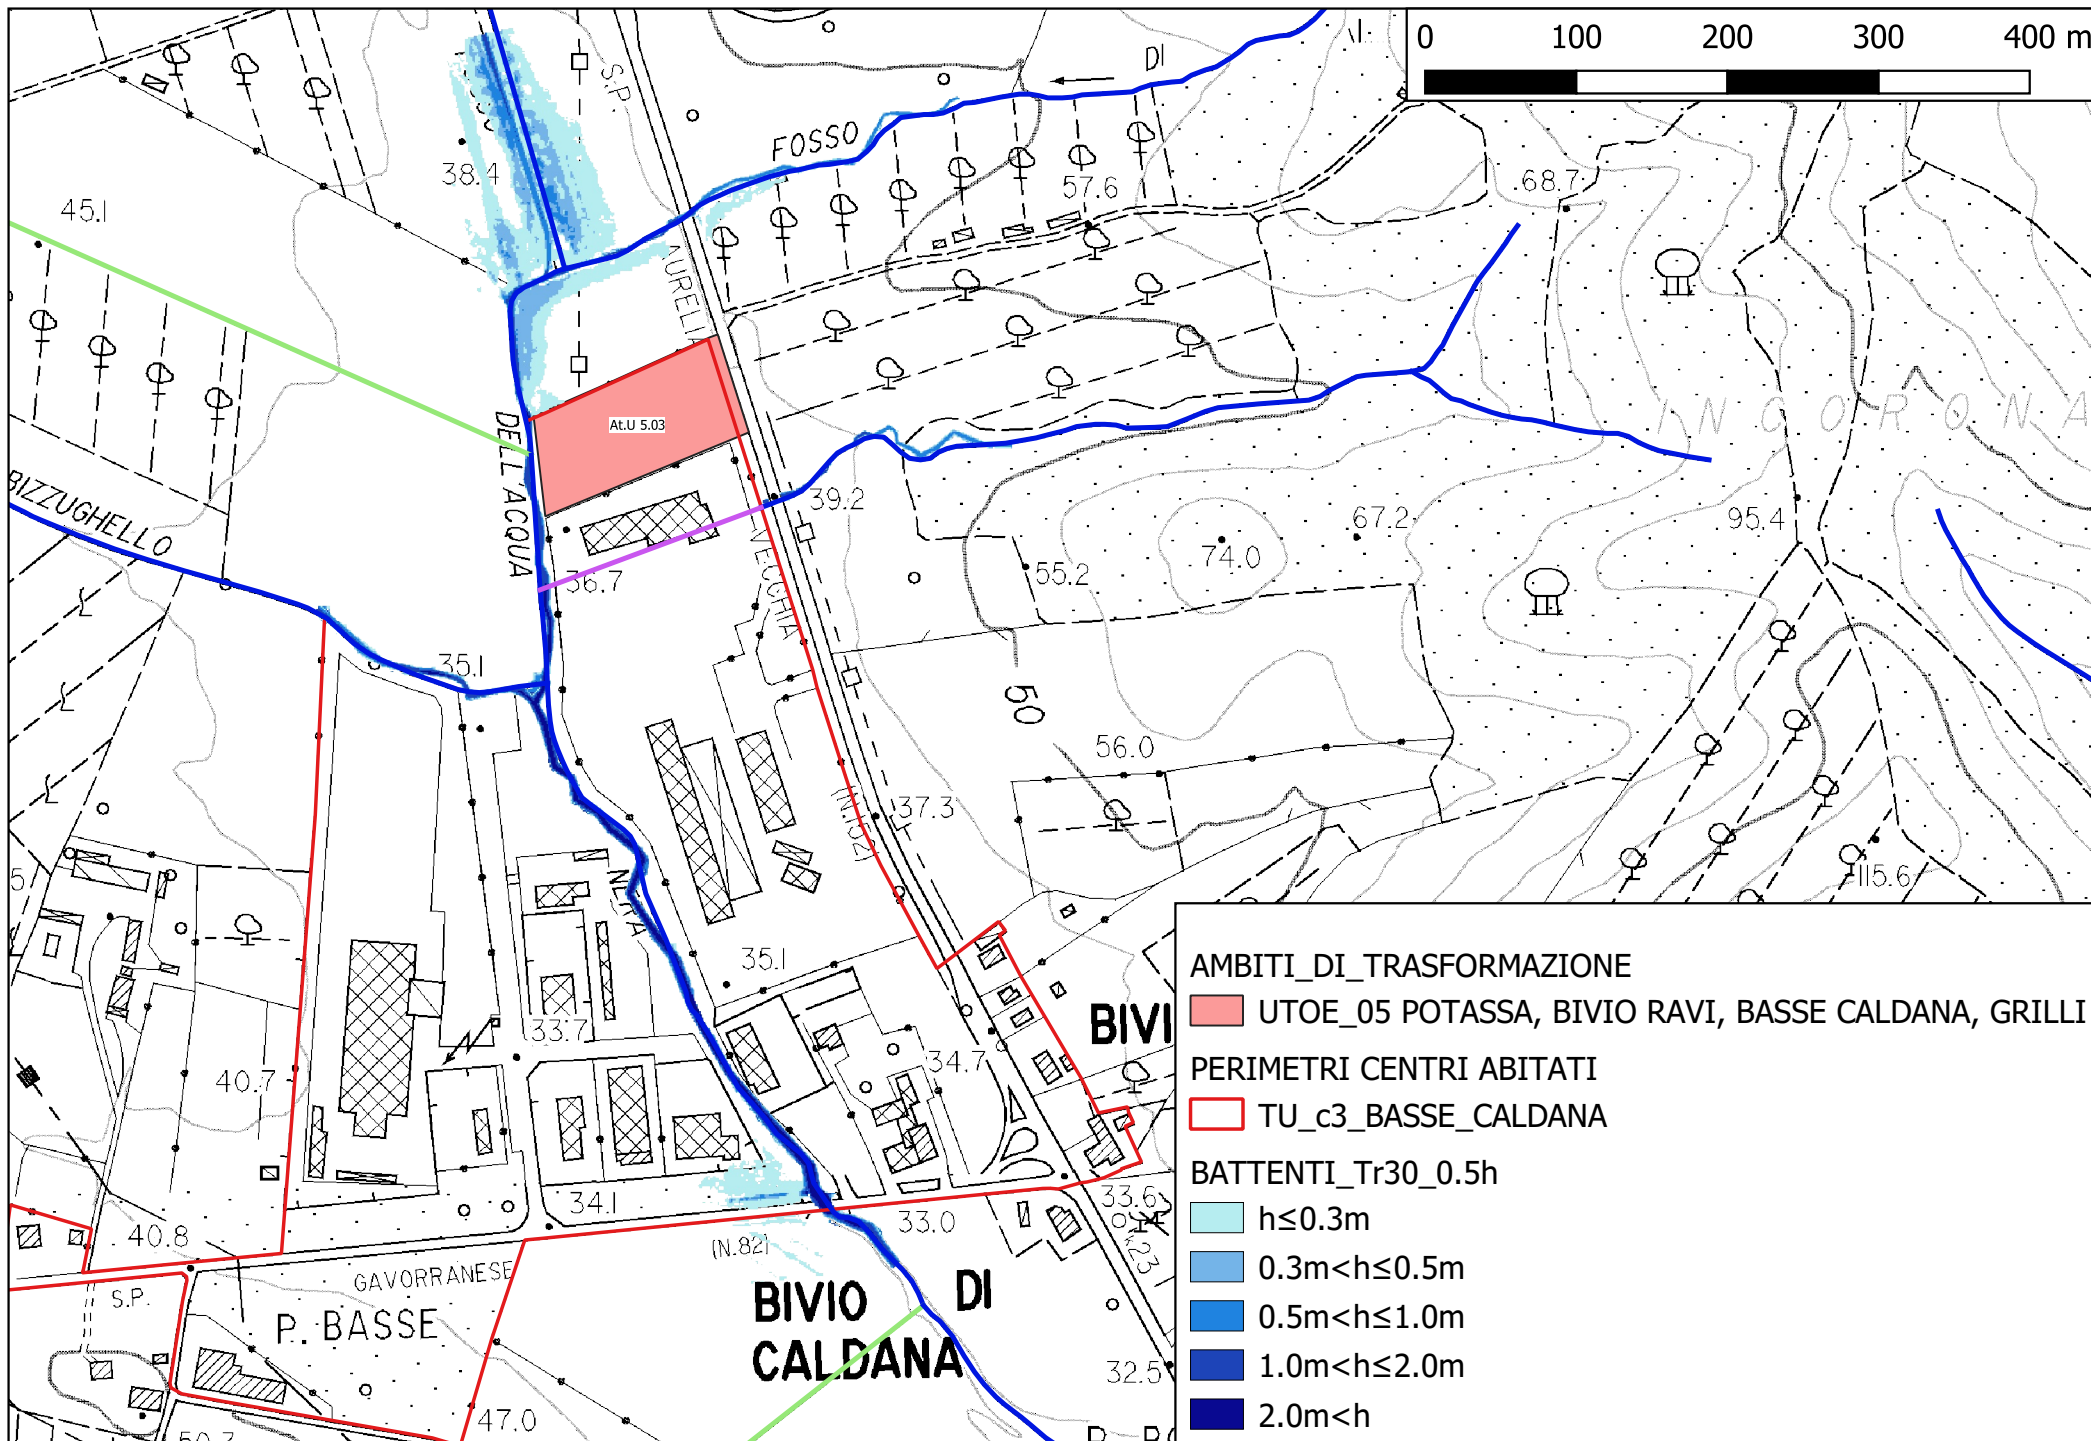 0 100 200 300 400 m
DI
S.P.
FOSSO
38.4
57.6
68.7
45.1
AURELIA
INCORONA
At.U 5.03
DELL'ACQUA
BIZZUGHELLO
39.2
67.2
95.4
74.0
36.7
55.2
VECCHIA
35.1
50
56.0
37.3
(N.152)
115.6
NERA
35.1
33.7
BIVI
34.7
40.7
34.1
33.6
33.0
40.8
(N.82)
23
GAVORRANESE
S.P.
P. BASSE
BIVIO DI
CALDANA
32.5
47.0
50.7
AMBITI_DI_TRASFORMAZIONE
UTOE_05 POTASSA, BIVIO RAVI, BASSE CALDANA, GRILLI
PERIMETRI CENTRI ABITATI
TU_c3_BASSE_CALDANA
BATTENTI_Tr30_0.5h
h≤0.3m
0.3m<h≤0.5m
0.5m<h≤1.0m
1.0m<h≤2.0m
2.0m<h